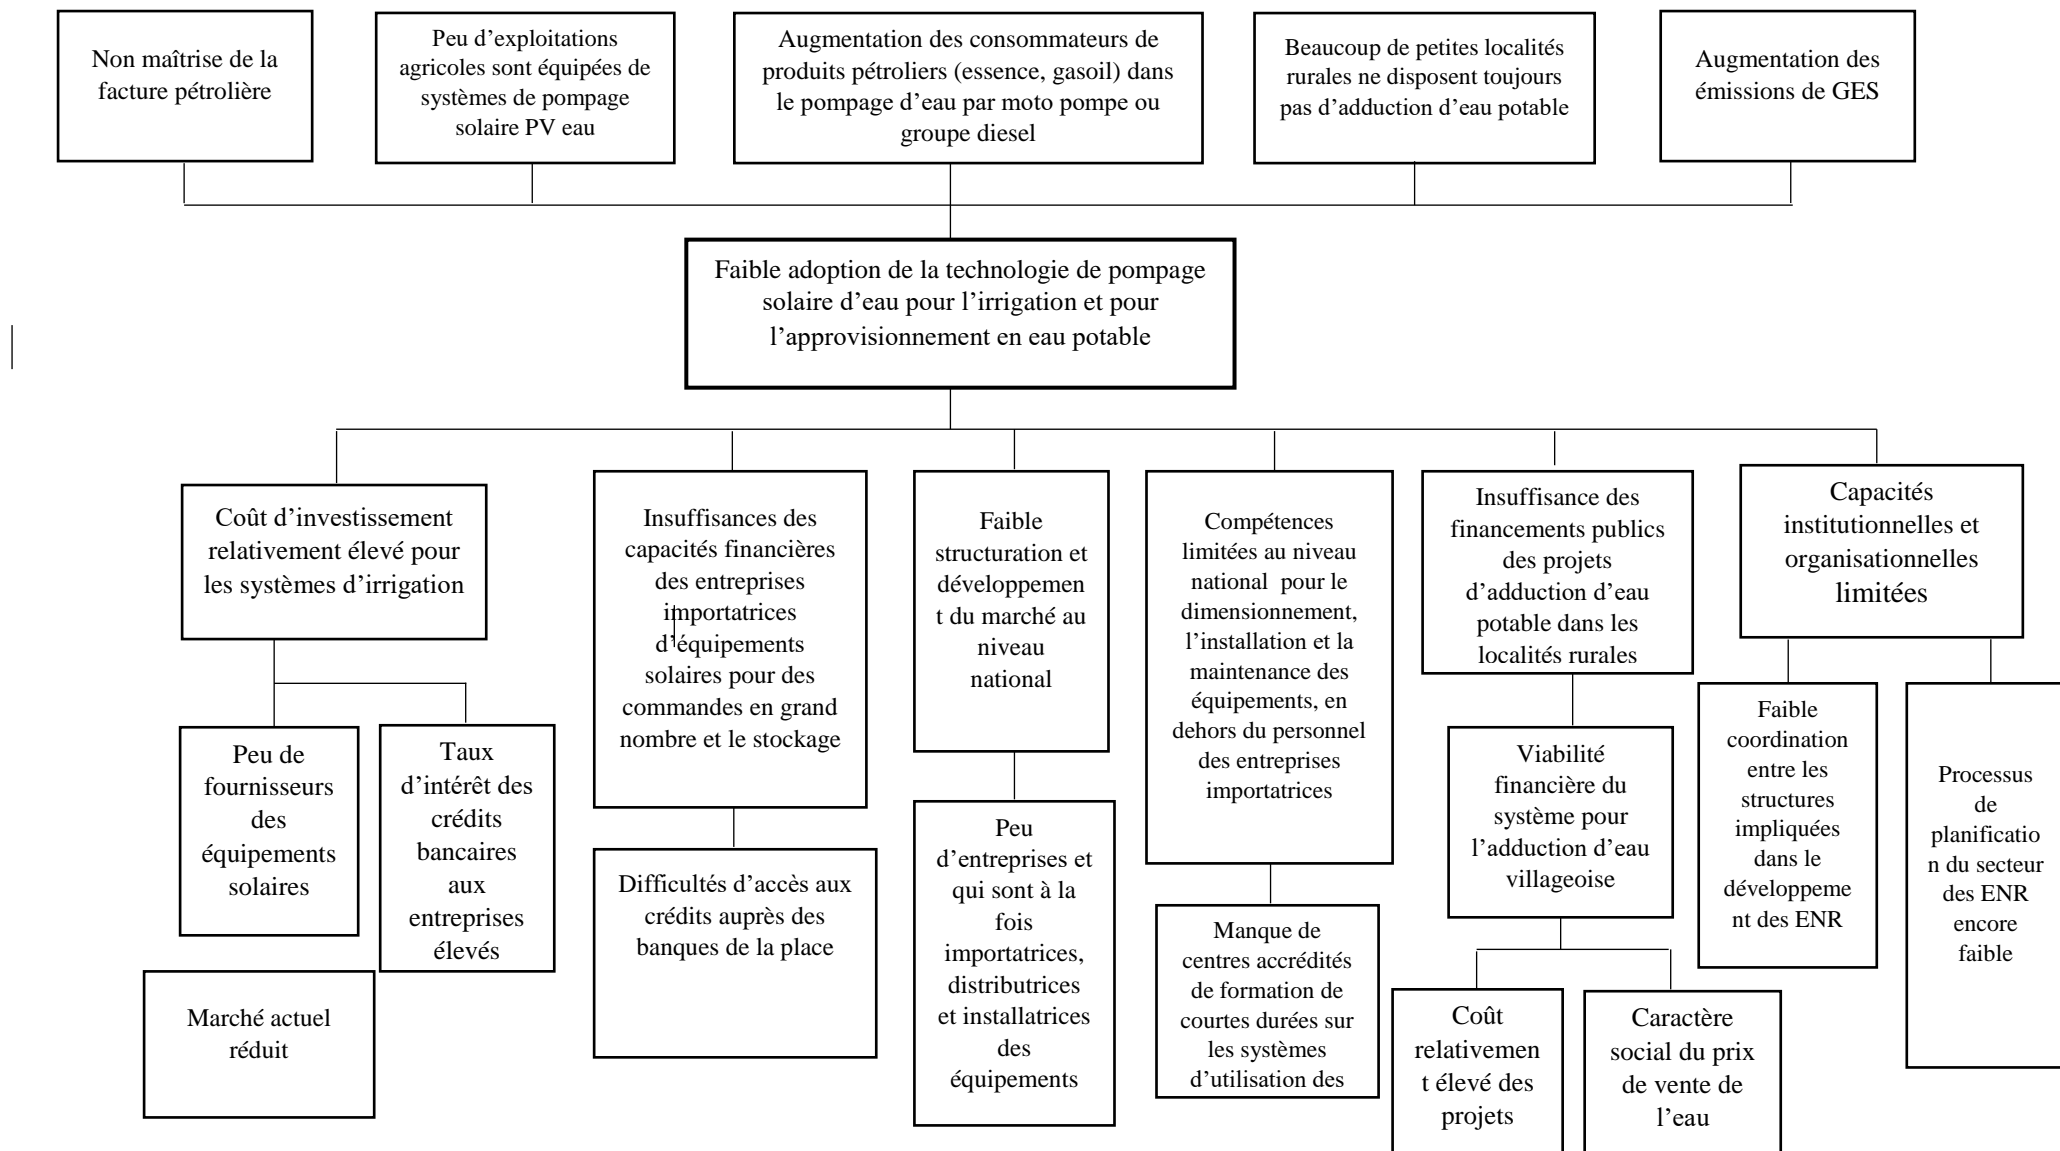 Non maîtrise de la
facture pétrolière
Peu d’exploitations
agricoles sont équipées de
systèmes de pompage
solaire PV eau
Augmentation des consommateurs de
produits pétroliers (essence, gasoil) dans
le pompage d’eau par moto pompe ou
groupe diesel
Beaucoup de petites localités
rurales ne disposent toujours
pas d’adduction d’eau potable
Augmentation des
émissions de GES
Faible adoption de la technologie de pompage
solaire d’eau pour l’irrigation et pour
l’approvisionnement en eau potable
Coût d’investissement
relativement élevé pour
les systèmes d’irrigation
Insuffisances des
capacités financières
des entreprises
importatrices
d’équipements
solaires pour des
commandes en grand
nombre et le stockage
Faible
structuration et
développemen
t du marché au
niveau
national
Compétences
limitées au niveau
national  pour le
dimensionnement,
l’installation et la
maintenance des
équipements, en
dehors du personnel
des entreprises
importatrices
Insuffisance des
financements publics
des projets
d’adduction d’eau
potable dans les
localités rurales
Capacités
institutionnelles et
organisationnelles
limitées
Peu de
fournisseurs
des
équipements
solaires
Taux
d’intérêt des
crédits
bancaires
aux
entreprises
élevés
Difficultés d’accès aux
crédits auprès des
banques de la place
Peu
d’entreprises et
qui sont à la
fois
importatrices,
distributrices
et installatrices
des
équipements
Manque de
centres accrédités
de formation de
courtes durées sur
les systèmes
d’utilisation des
Viabilité
financière du
système pour
l’adduction d’eau
villageoise
Faible
coordination
entre les
structures
impliquées
dans le
développeme
nt des ENR
Processus
de
planificatio
n du secteur
des ENR
encore
faible
Marché actuel
réduit
Coût
relativemen
t élevé des
projets
Caractère
social du prix
de vente de
l’eau